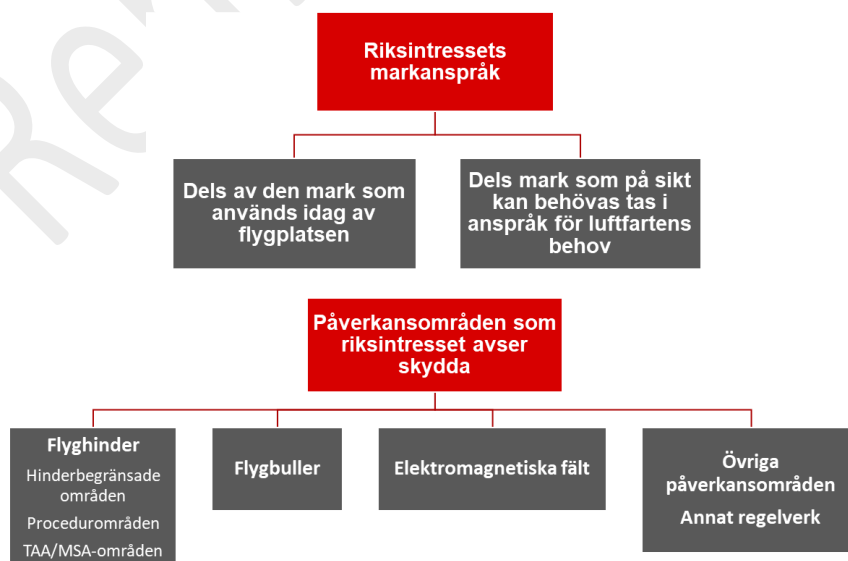 Riksintressets
markanspråk
Dels av den mark som
används idag av
flygplatsen
Dels mark som på sikt
kan behövas tas i
anspråk för luftfartens
behov
Påverkansområden som
riksintresset avser
skydda
Flyghinder
Hinderbegränsade
områden
Procedurområden
TAA/MSA-områden
Flygbuller
Elektromagnetiska fält
Övriga
påverkansområden
Annat regelverk